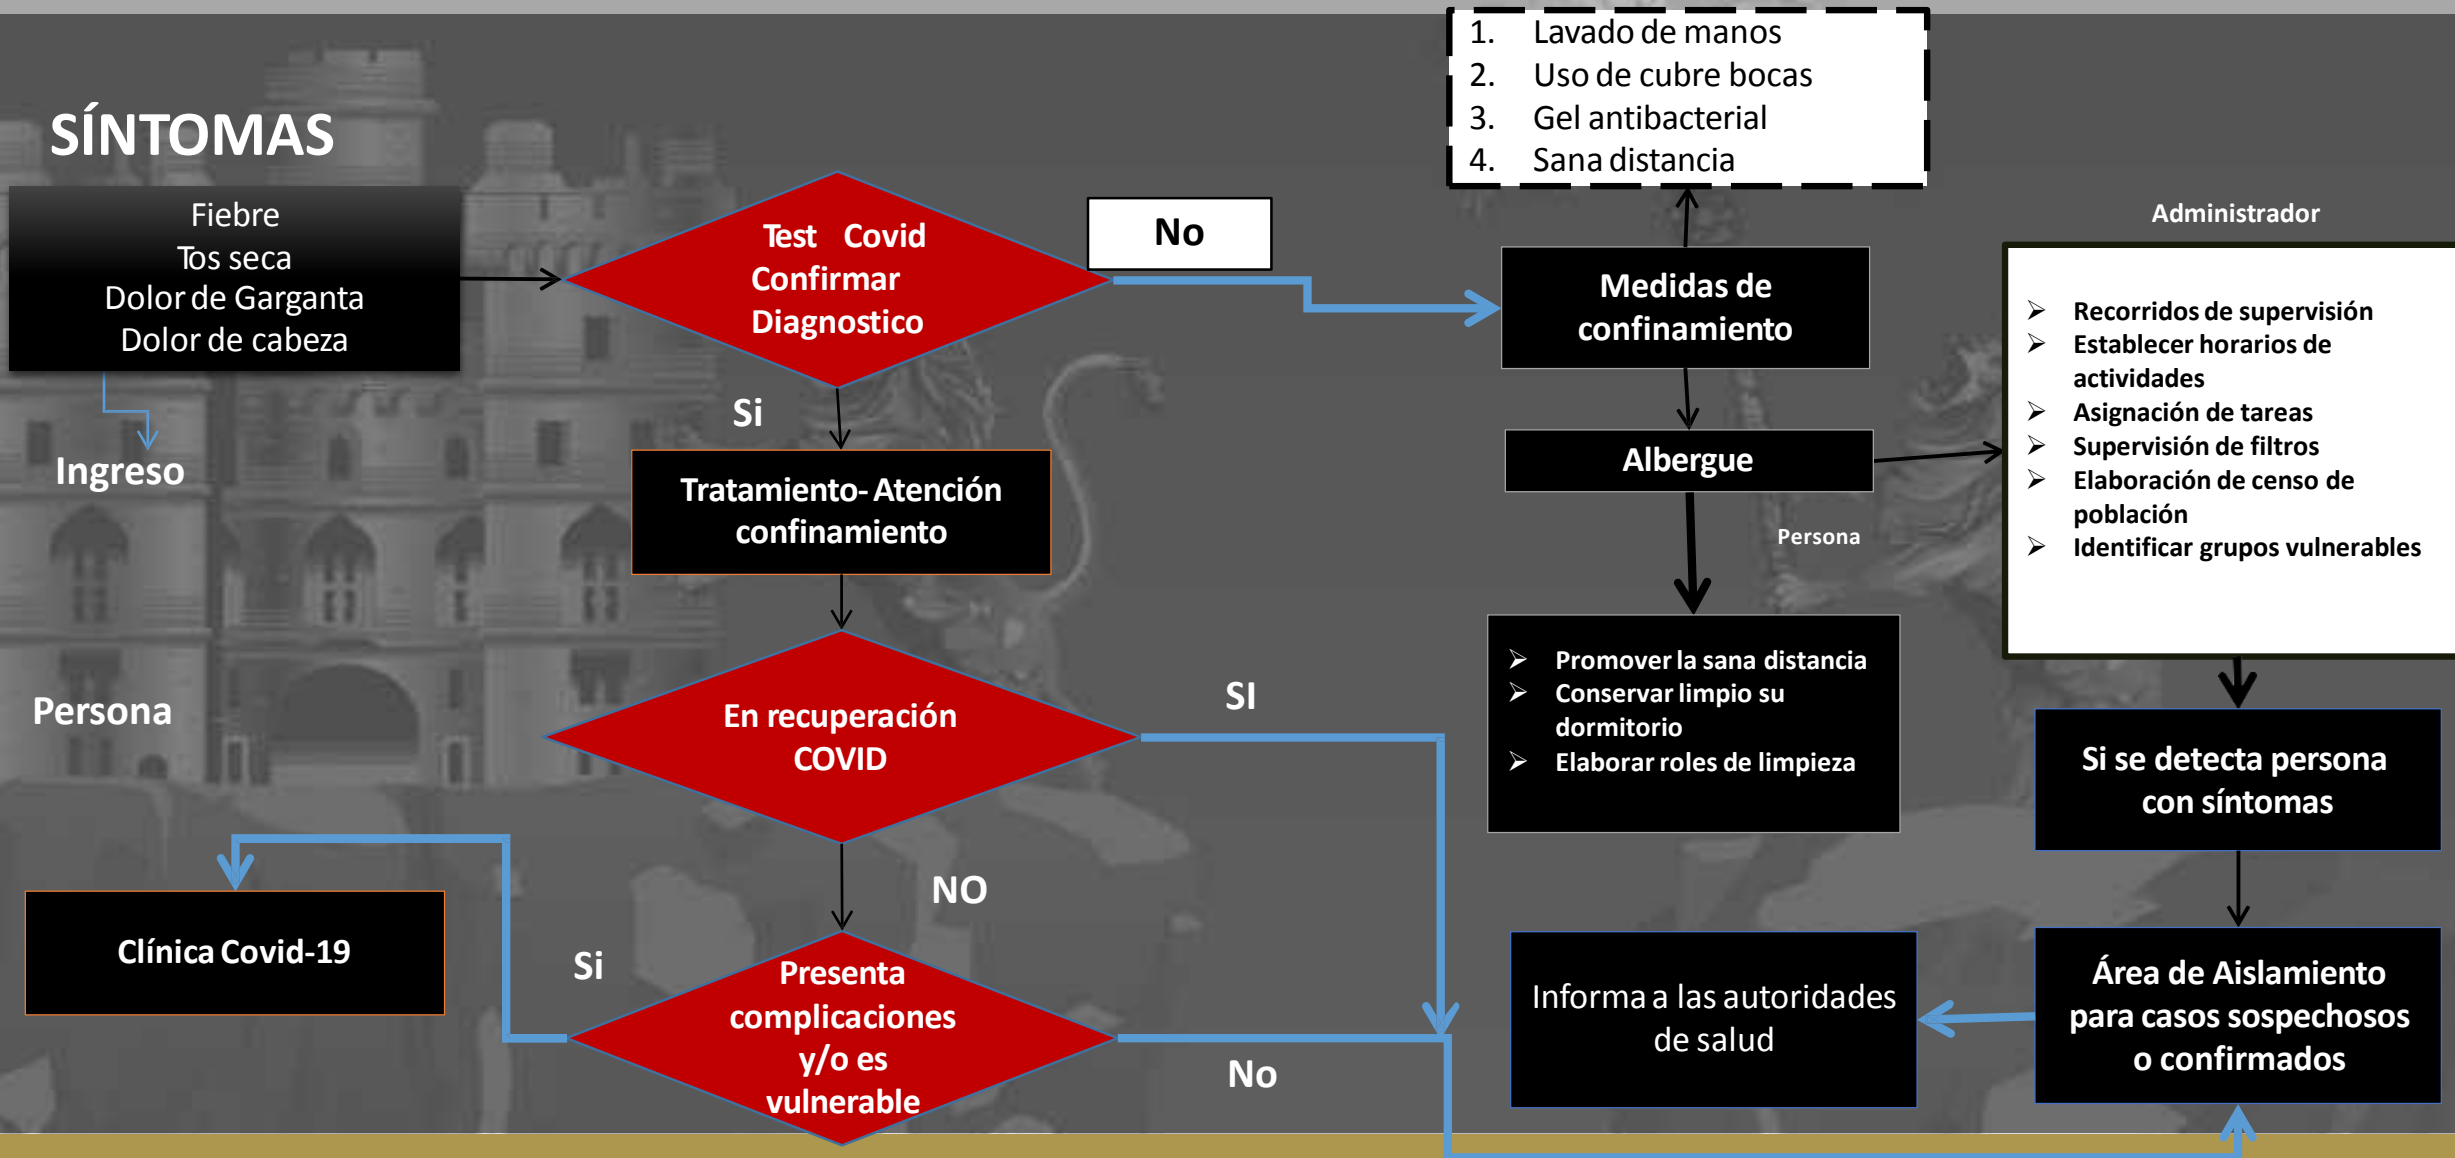 SÍNTOMAS
Fiebre
Tos seca
Dolor de Garganta
Dolor de cabeza
Ingreso
Persona
Test Covid
Confirmar
Diagnostico
No
Si
Tratamiento- Atención
confinamiento
En recuperación
COVID
SI
NO
Presenta
complicaciones
y/o es
vulnerable
Si
No
Clínica Covid-19
1. Lavado de manos
2. Uso de cubre bocas
3. Gel antibacterial
4. Sana distancia
Medidas de
confinamiento
Albergue
Persona
➢ Promover la sana distancia
➢ Conservar limpio su
dormitorio
➢ Elaborar roles de limpieza
Administrador
➢ Recorridos de supervisión
➢ Establecer horarios de
actividades
➢ Asignación de tareas
➢ Supervisión de filtros
➢ Elaboración de censo de
población
➢ Identificar grupos vulnerables
Si se detecta persona
con síntomas
Área de Aislamiento
para casos sospechosos
o confirmados
Informa a las autoridades
de salud